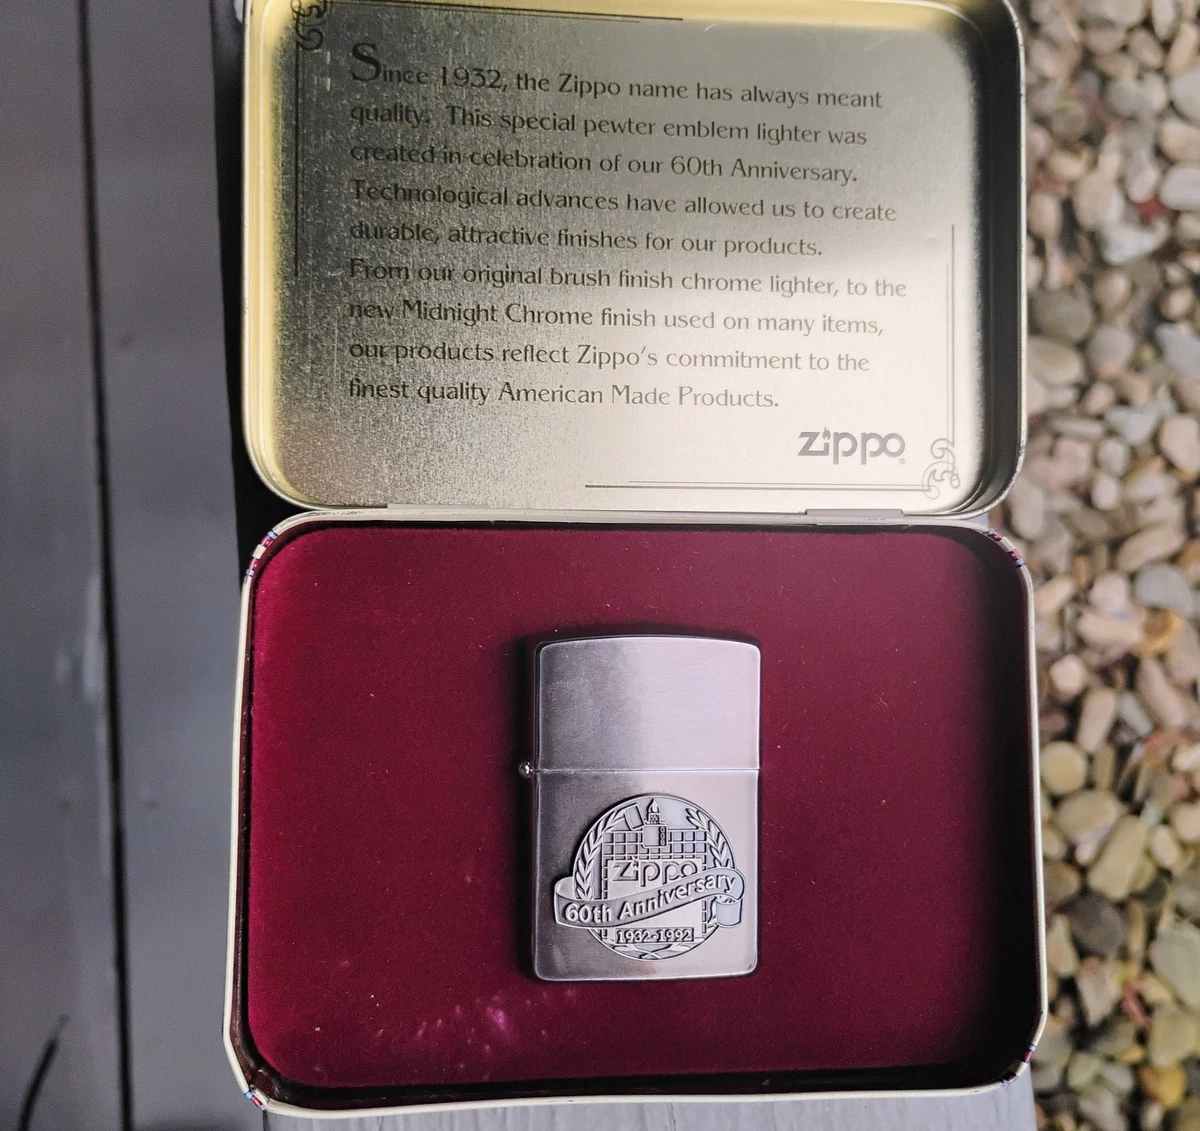 Since 1932, the Zippo name has always meant
quality. This special pewter emblem lighter was
created in celebration of our 60th Anniversary.
Technological advances have allowed us to create
durable, attractive finishes for our products.
From our original brush finish chrome lighter, to the
new Midnight Chrome finish used on many items,
our products reflect Zippo's commitment to the
finest quality American Made Products.
Zippo
Zippo
60th Anniversary
1932-1992